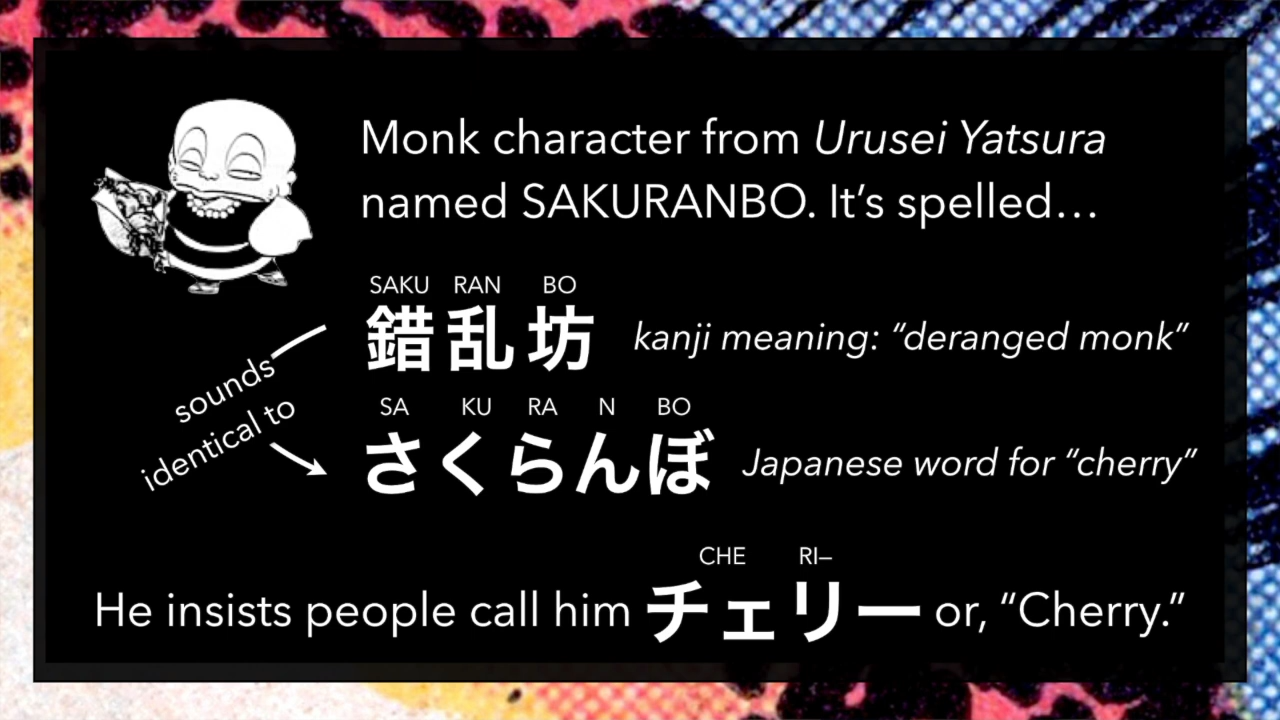 Monk character from Urusei Yatsura
named SAKURANBO. It’s spelled…
SAKU RAN BO
錯乱坊 kanji meaning: “deranged monk”
sounds
identical to
SA KU RA N BO
さくらんぼ Japanese word for “cherry”
CHE RI–
He insists people call him チェリー or, “Cherry.”